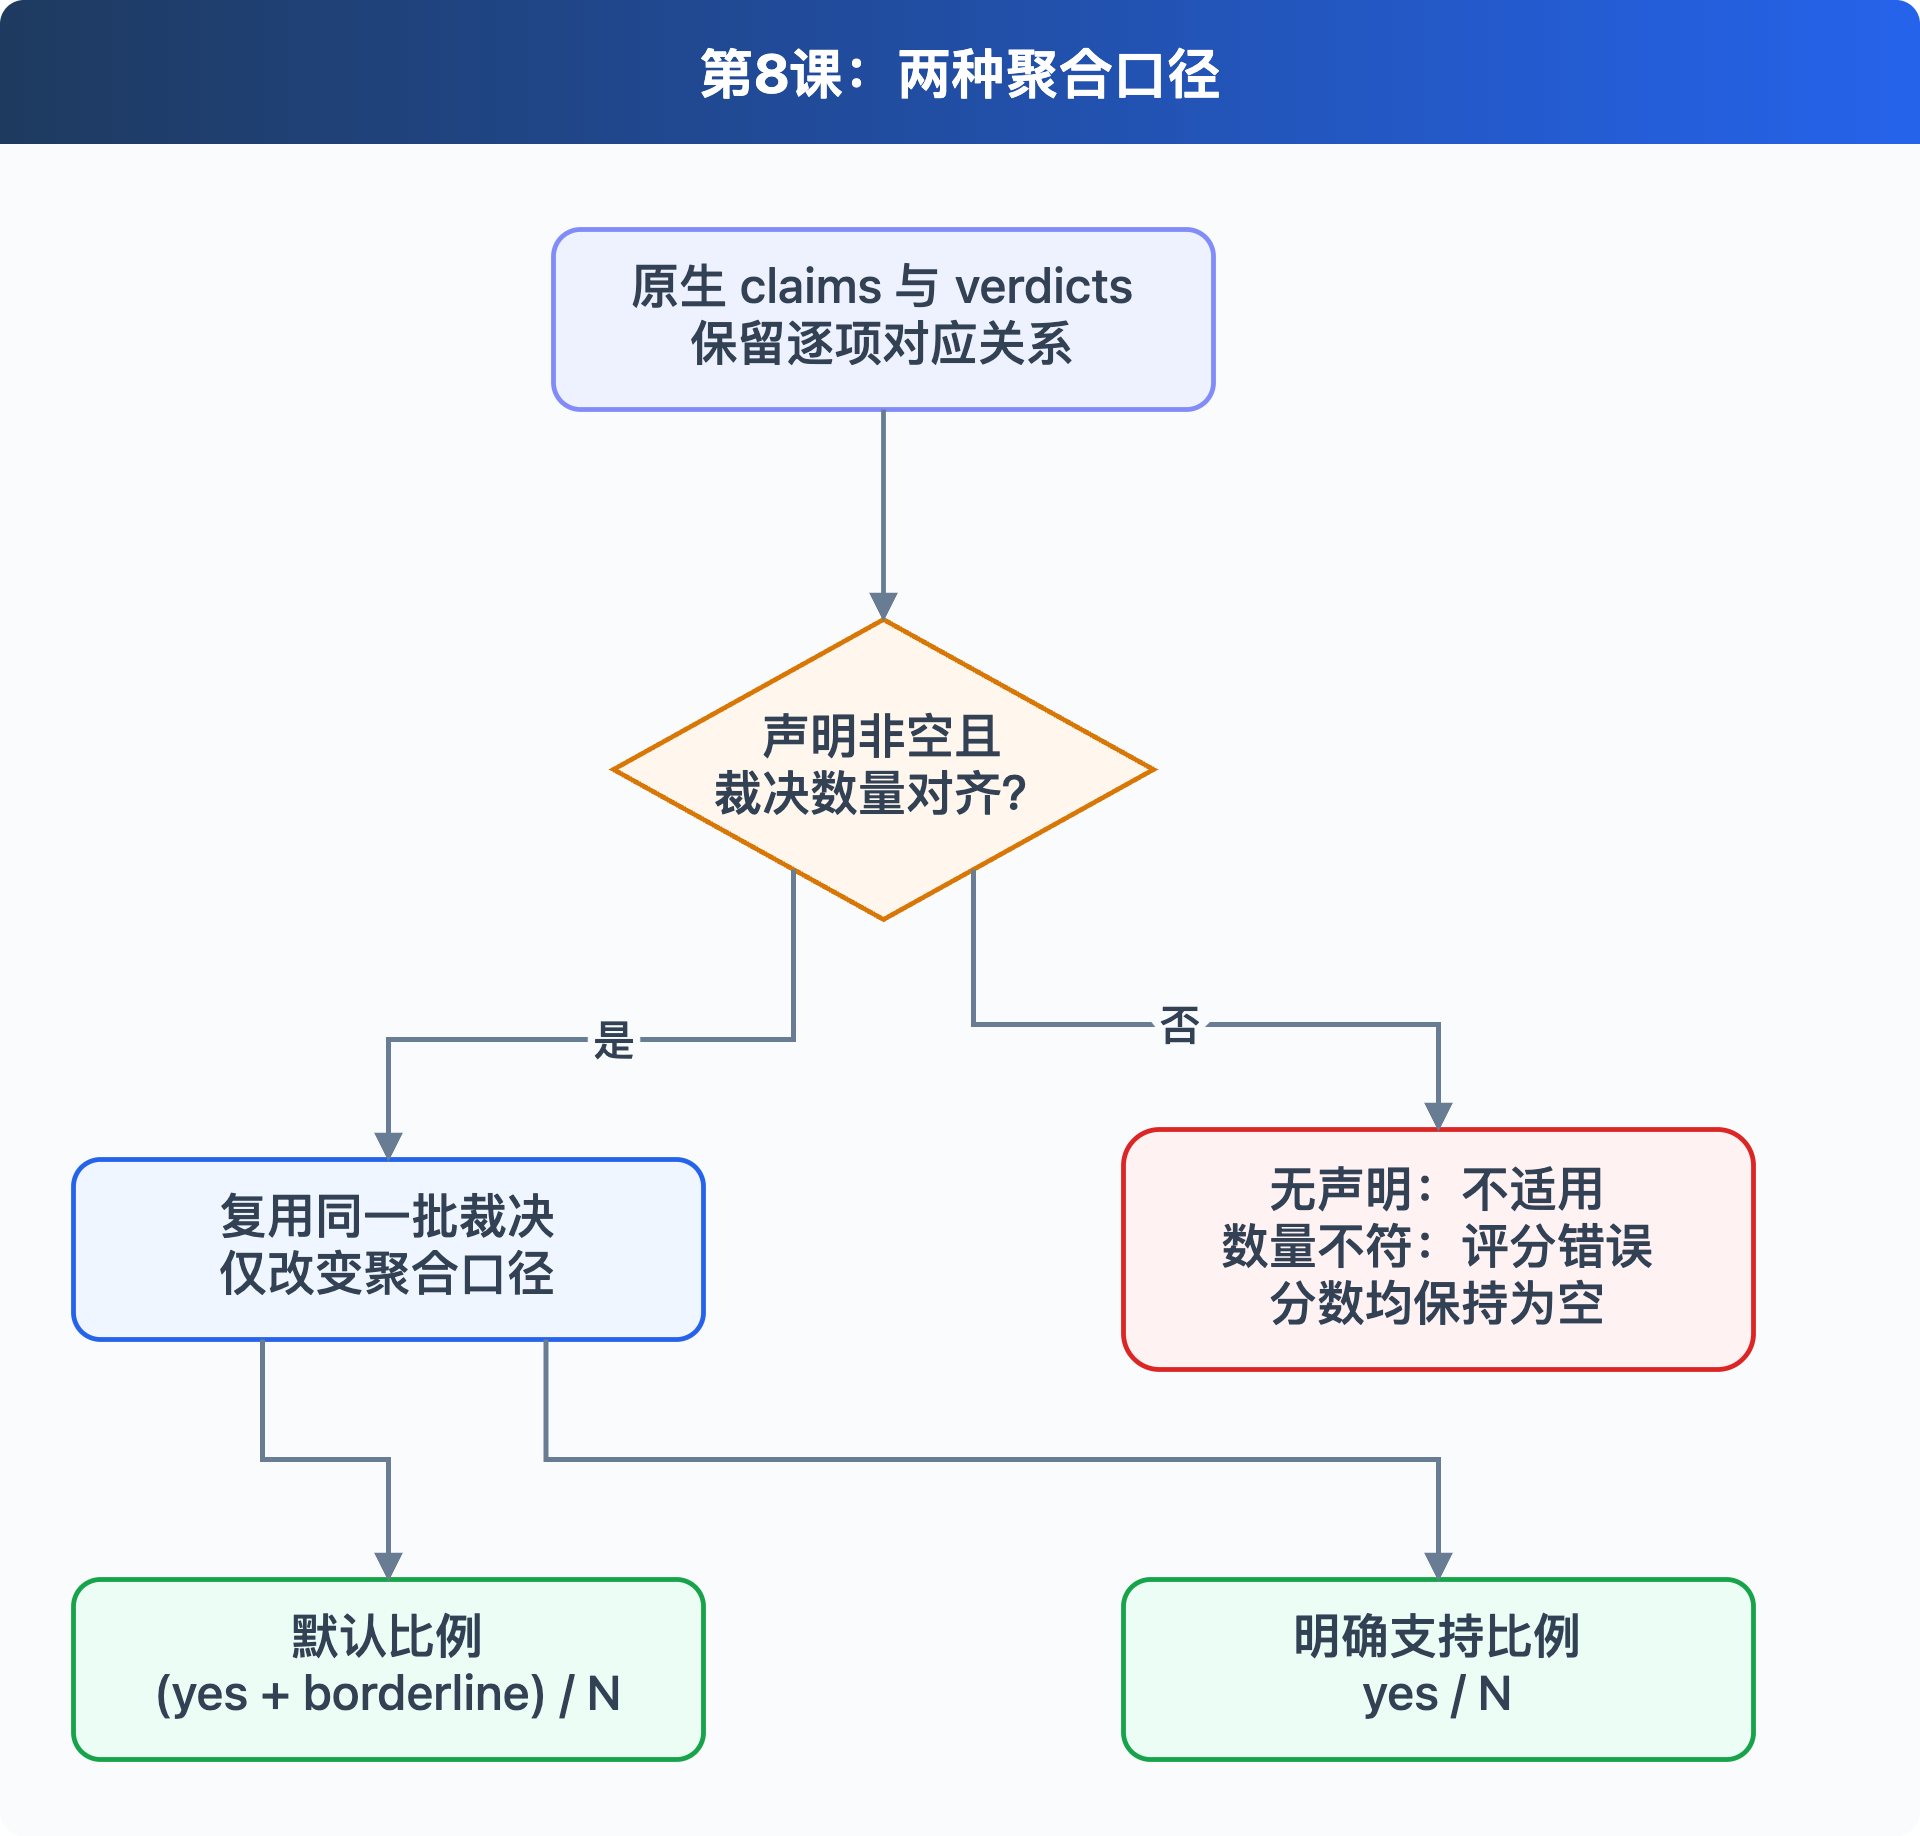 第8课：两种聚合口径
原生 claims 与 verdicts
保留逐项对应关系
声明非空且
裁决数量对齐?
是
否
复用同一批裁决
仅改变聚合口径
无声明：不适用
数量不符：评分错误
分数均保持为空
默认比例
(yes + borderline) / N
明确支持比例
yes / N